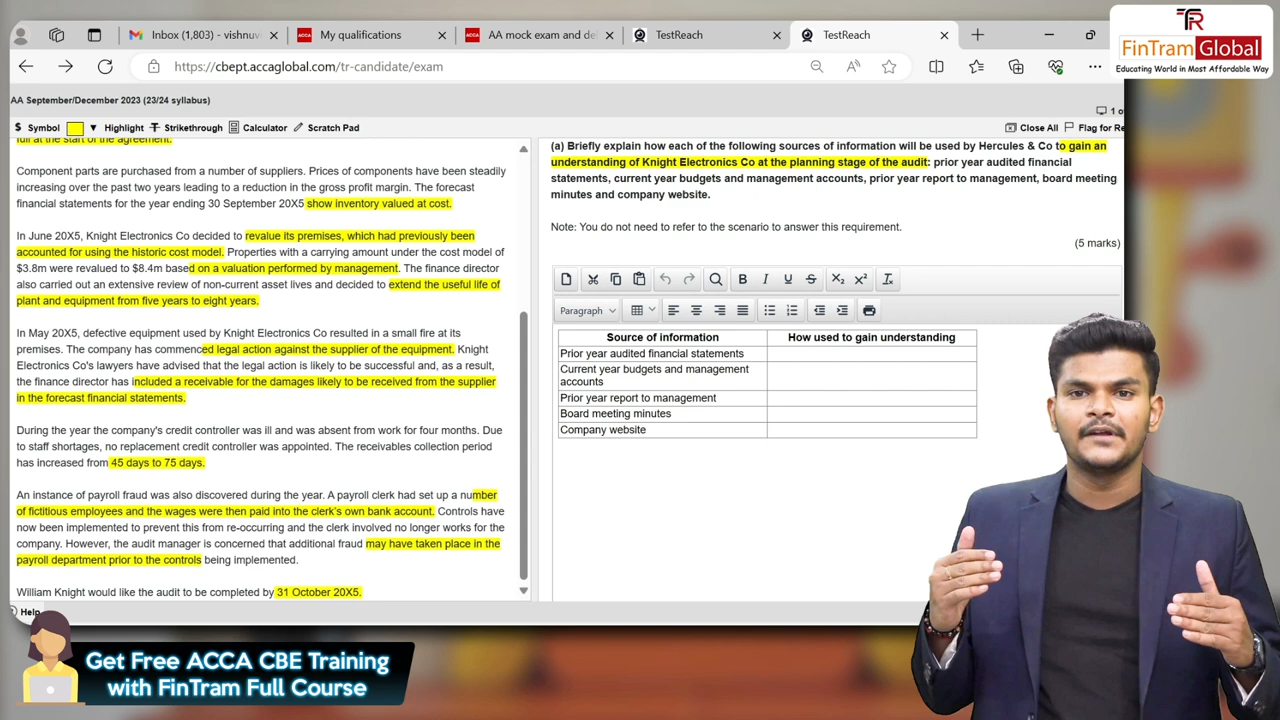 Inbox (1,803) - vishnuv
My qualifications
AA mock exam and de
TestReach
TestReach
FinTram Global
Educating World in Most Affordable Way
https://cbept.accaglobal.com/tr-candidate/exam
AA September/December 2023 (23/24 syllabus)
1 o
$ Symbol Highlight Strikethrough Calculator Scratch Pad
Close All Flag for Re
full at the start of the agreement.
Component parts are purchased from a number of suppliers. Prices of components have been steadily
increasing over the past two years leading to a reduction in the gross profit margin. The forecast
financial statements for the year ending 30 September 20X5 show inventory valued at cost.
In June 20X5, Knight Electronics Co decided to revalue its premises, which had previously been
accounted for using the historic cost model. Properties with a carrying amount under the cost model of
$3.8m were revalued to $8.4m based on a valuation performed by management. The finance director
also carried out an extensive review of non-current asset lives and decided to extend the useful life of
plant and equipment from five years to eight years.
In May 20X5, defective equipment used by Knight Electronics Co resulted in a small fire at its
premises. The company has commenced legal action against the supplier of the equipment. Knight
Electronics Co's lawyers have advised that the legal action is likely to be successful and, as a result,
the finance director has included a receivable for the damages likely to be received from the supplier
in the forecast financial statements.
During the year the company's credit controller was ill and was absent from work for four months. Due
to staff shortages, no replacement credit controller was appointed. The receivables collection period
has increased from 45 days to 75 days.
An instance of payroll fraud was also discovered during the year. A payroll clerk had set up a number
of fictitious employees and the wages were then paid into the clerk's own bank account. Controls have
now been implemented to prevent this from re-occurring and the clerk involved no longer works for the
company. However, the audit manager is concerned that additional fraud may have taken place in the
payroll department prior to the controls being implemented.
William Knight would like the audit to be completed by 31 October 20X5.
Help
(a) Briefly explain how each of the following sources of information will be used by Hercules & Co to gain an
understanding of Knight Electronics Co at the planning stage of the audit: prior year audited financial
statements, current year budgets and management accounts, prior year report to management, board meeting
minutes and company website.
Note: You do not need to refer to the scenario to answer this requirement.
(5 marks)
Paragraph
Source of information How used to gain understanding
Prior year audited financial statements
Current year budgets and management
accounts
Prior year report to management
Board meeting minutes
Company website
Get Free ACCA CBE Training
with FinTram Full Course